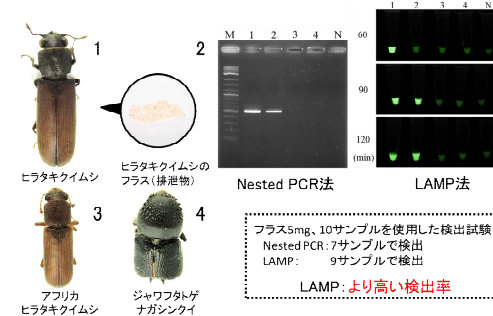 1
ヒラタキクイムシ
2
ヒラタキクイムシの
フラス(排泄物)
3
アフリカ
ヒラタキクイムシ
4
ジャワフタトゲ
ナガシンクイ
M 1 2 3 4 N
Nested PCR法
1 2 3 4 N
60
90
120
(min)
LAMP法
フラス5mg、10サンプルを使用した検出試験
Nested PCR:7サンプルで検出
LAMP: 9サンプルで検出
LAMP:より高い検出率